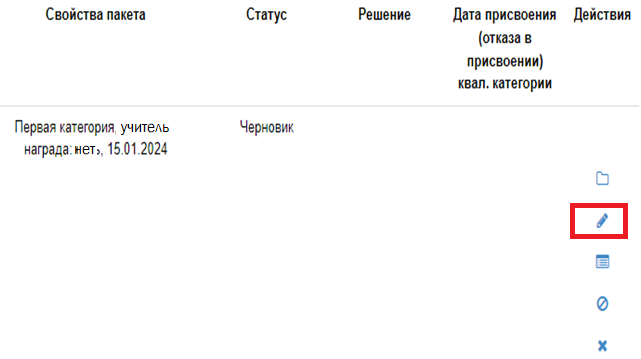 Свойства пакета Статус Решение Дата присвоения Действия
(отказа в
присвоении)
квал. категории
Первая категория, учитель Черновик
награда: неть, 15.01.2024